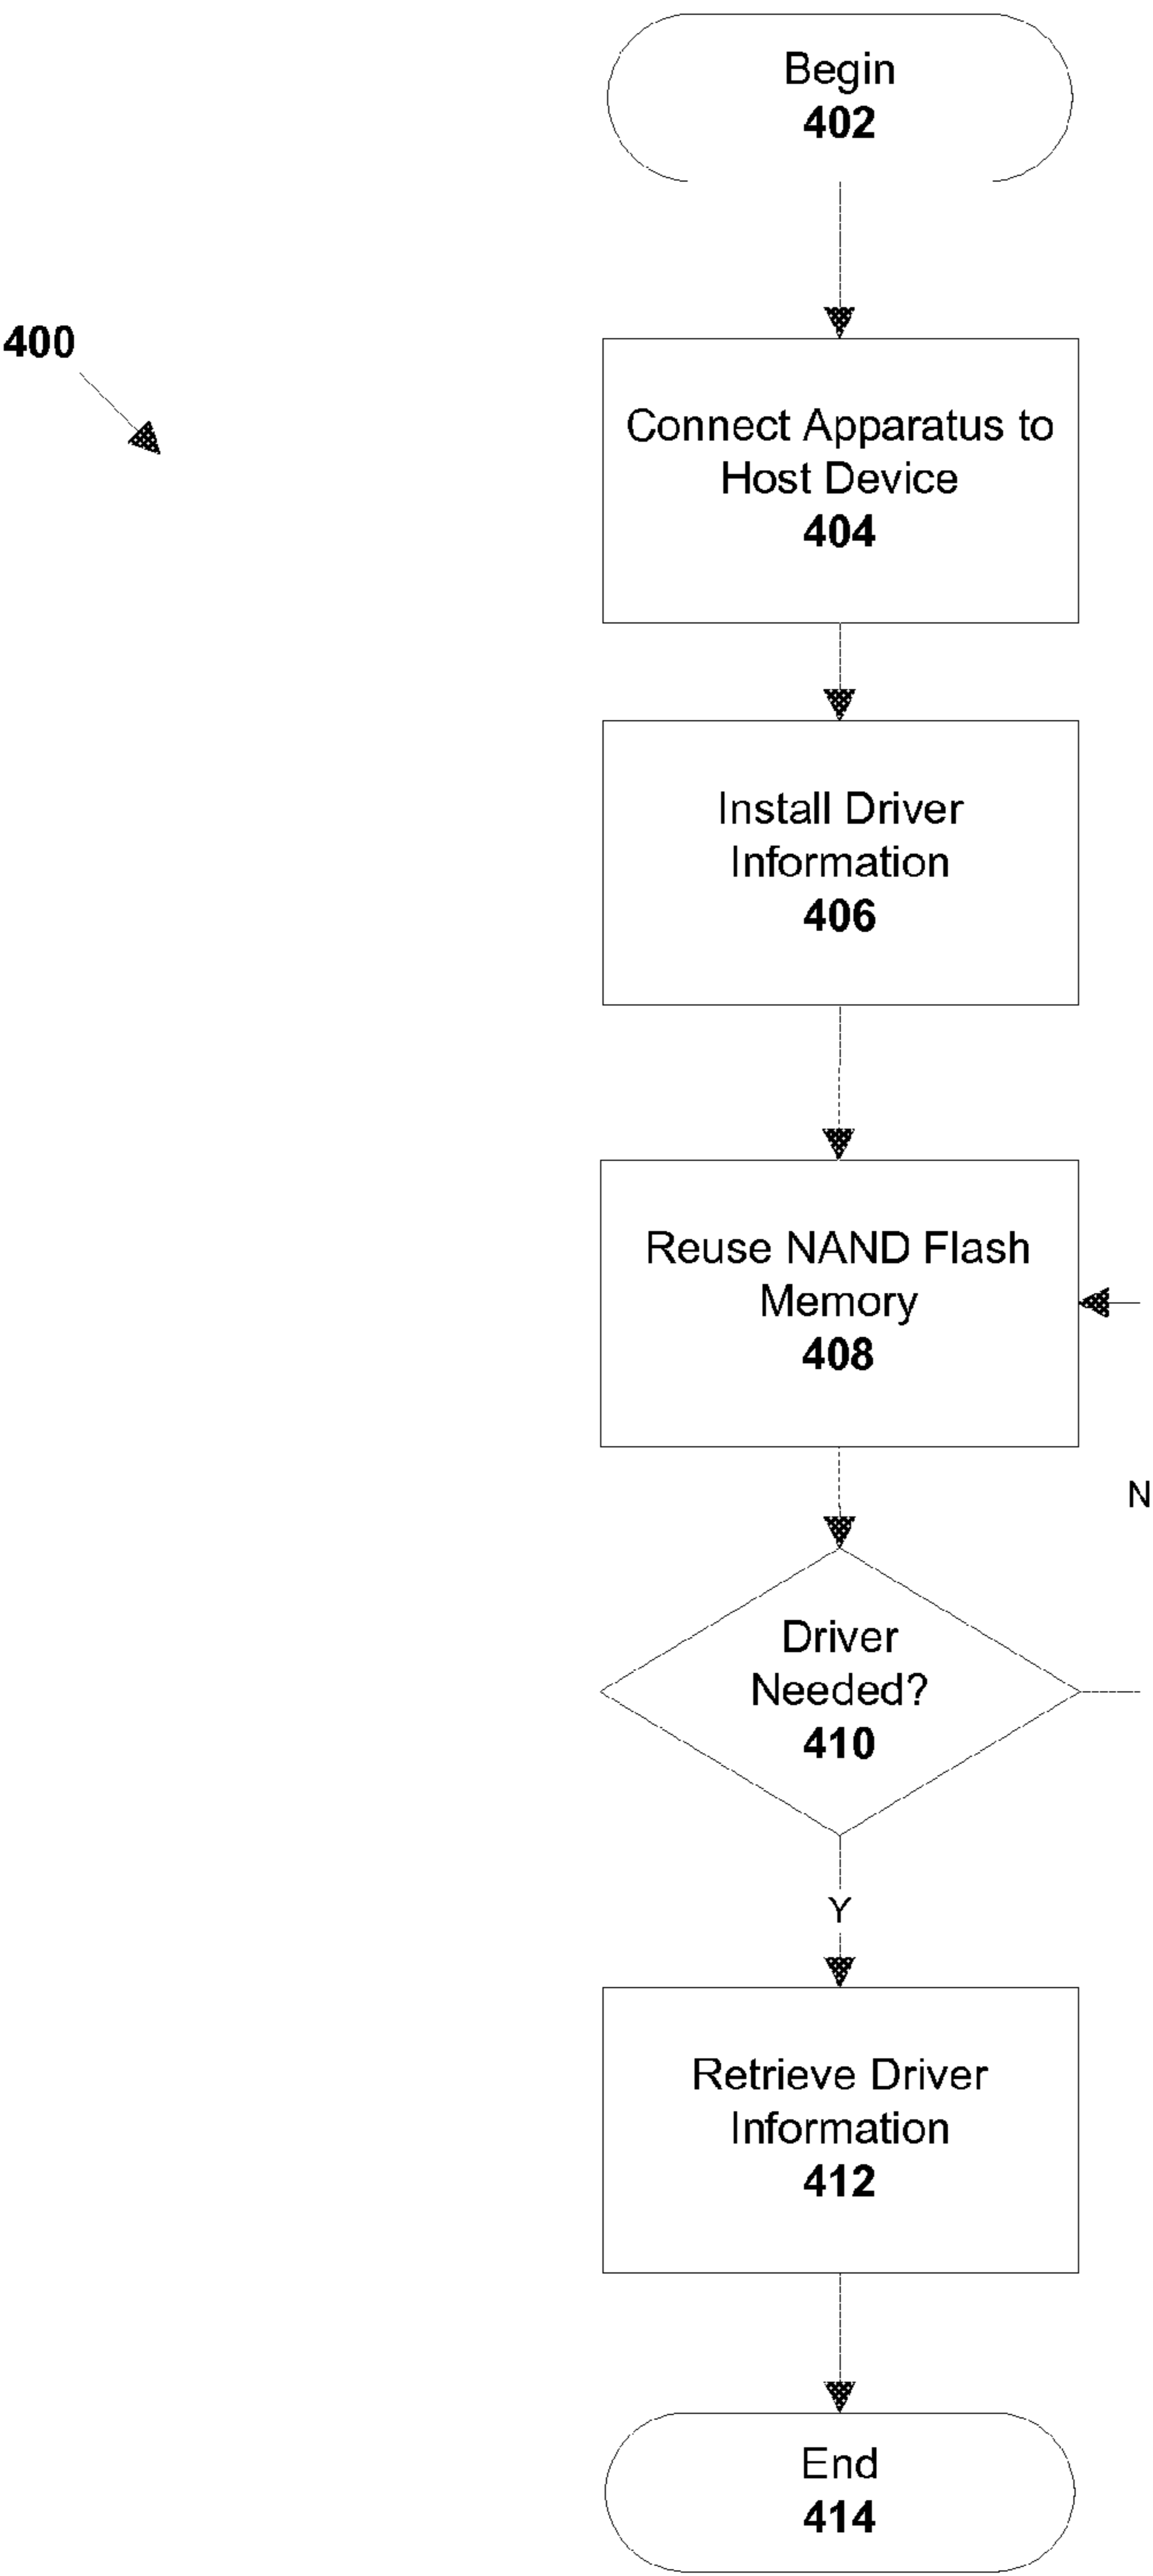 Begin
402
400
Connect Apparatus to
Host Device
404
Install Driver
Information
406
Reuse NAND Flash
Memory
408
N
Driver
Needed?
410
Y
Retrieve Driver
Information
412
End
414